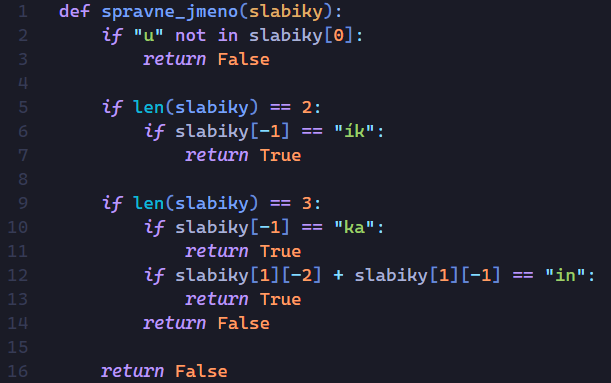 1 def spravne_jmeno(slabiky):
2 if "u" not in slabiky[0]:
3 return False
4
5 if len(slabiky) == 2:
6 if slabiky[-1] == "ík":
7 return True
8
9 if len(slabiky) == 3:
10 if slabiky[-1] == "ka":
11 return True
12 if slabiky[1][-2] + slabiky[1][-1] == "in":
13 return True
14 return False
15
16 return False